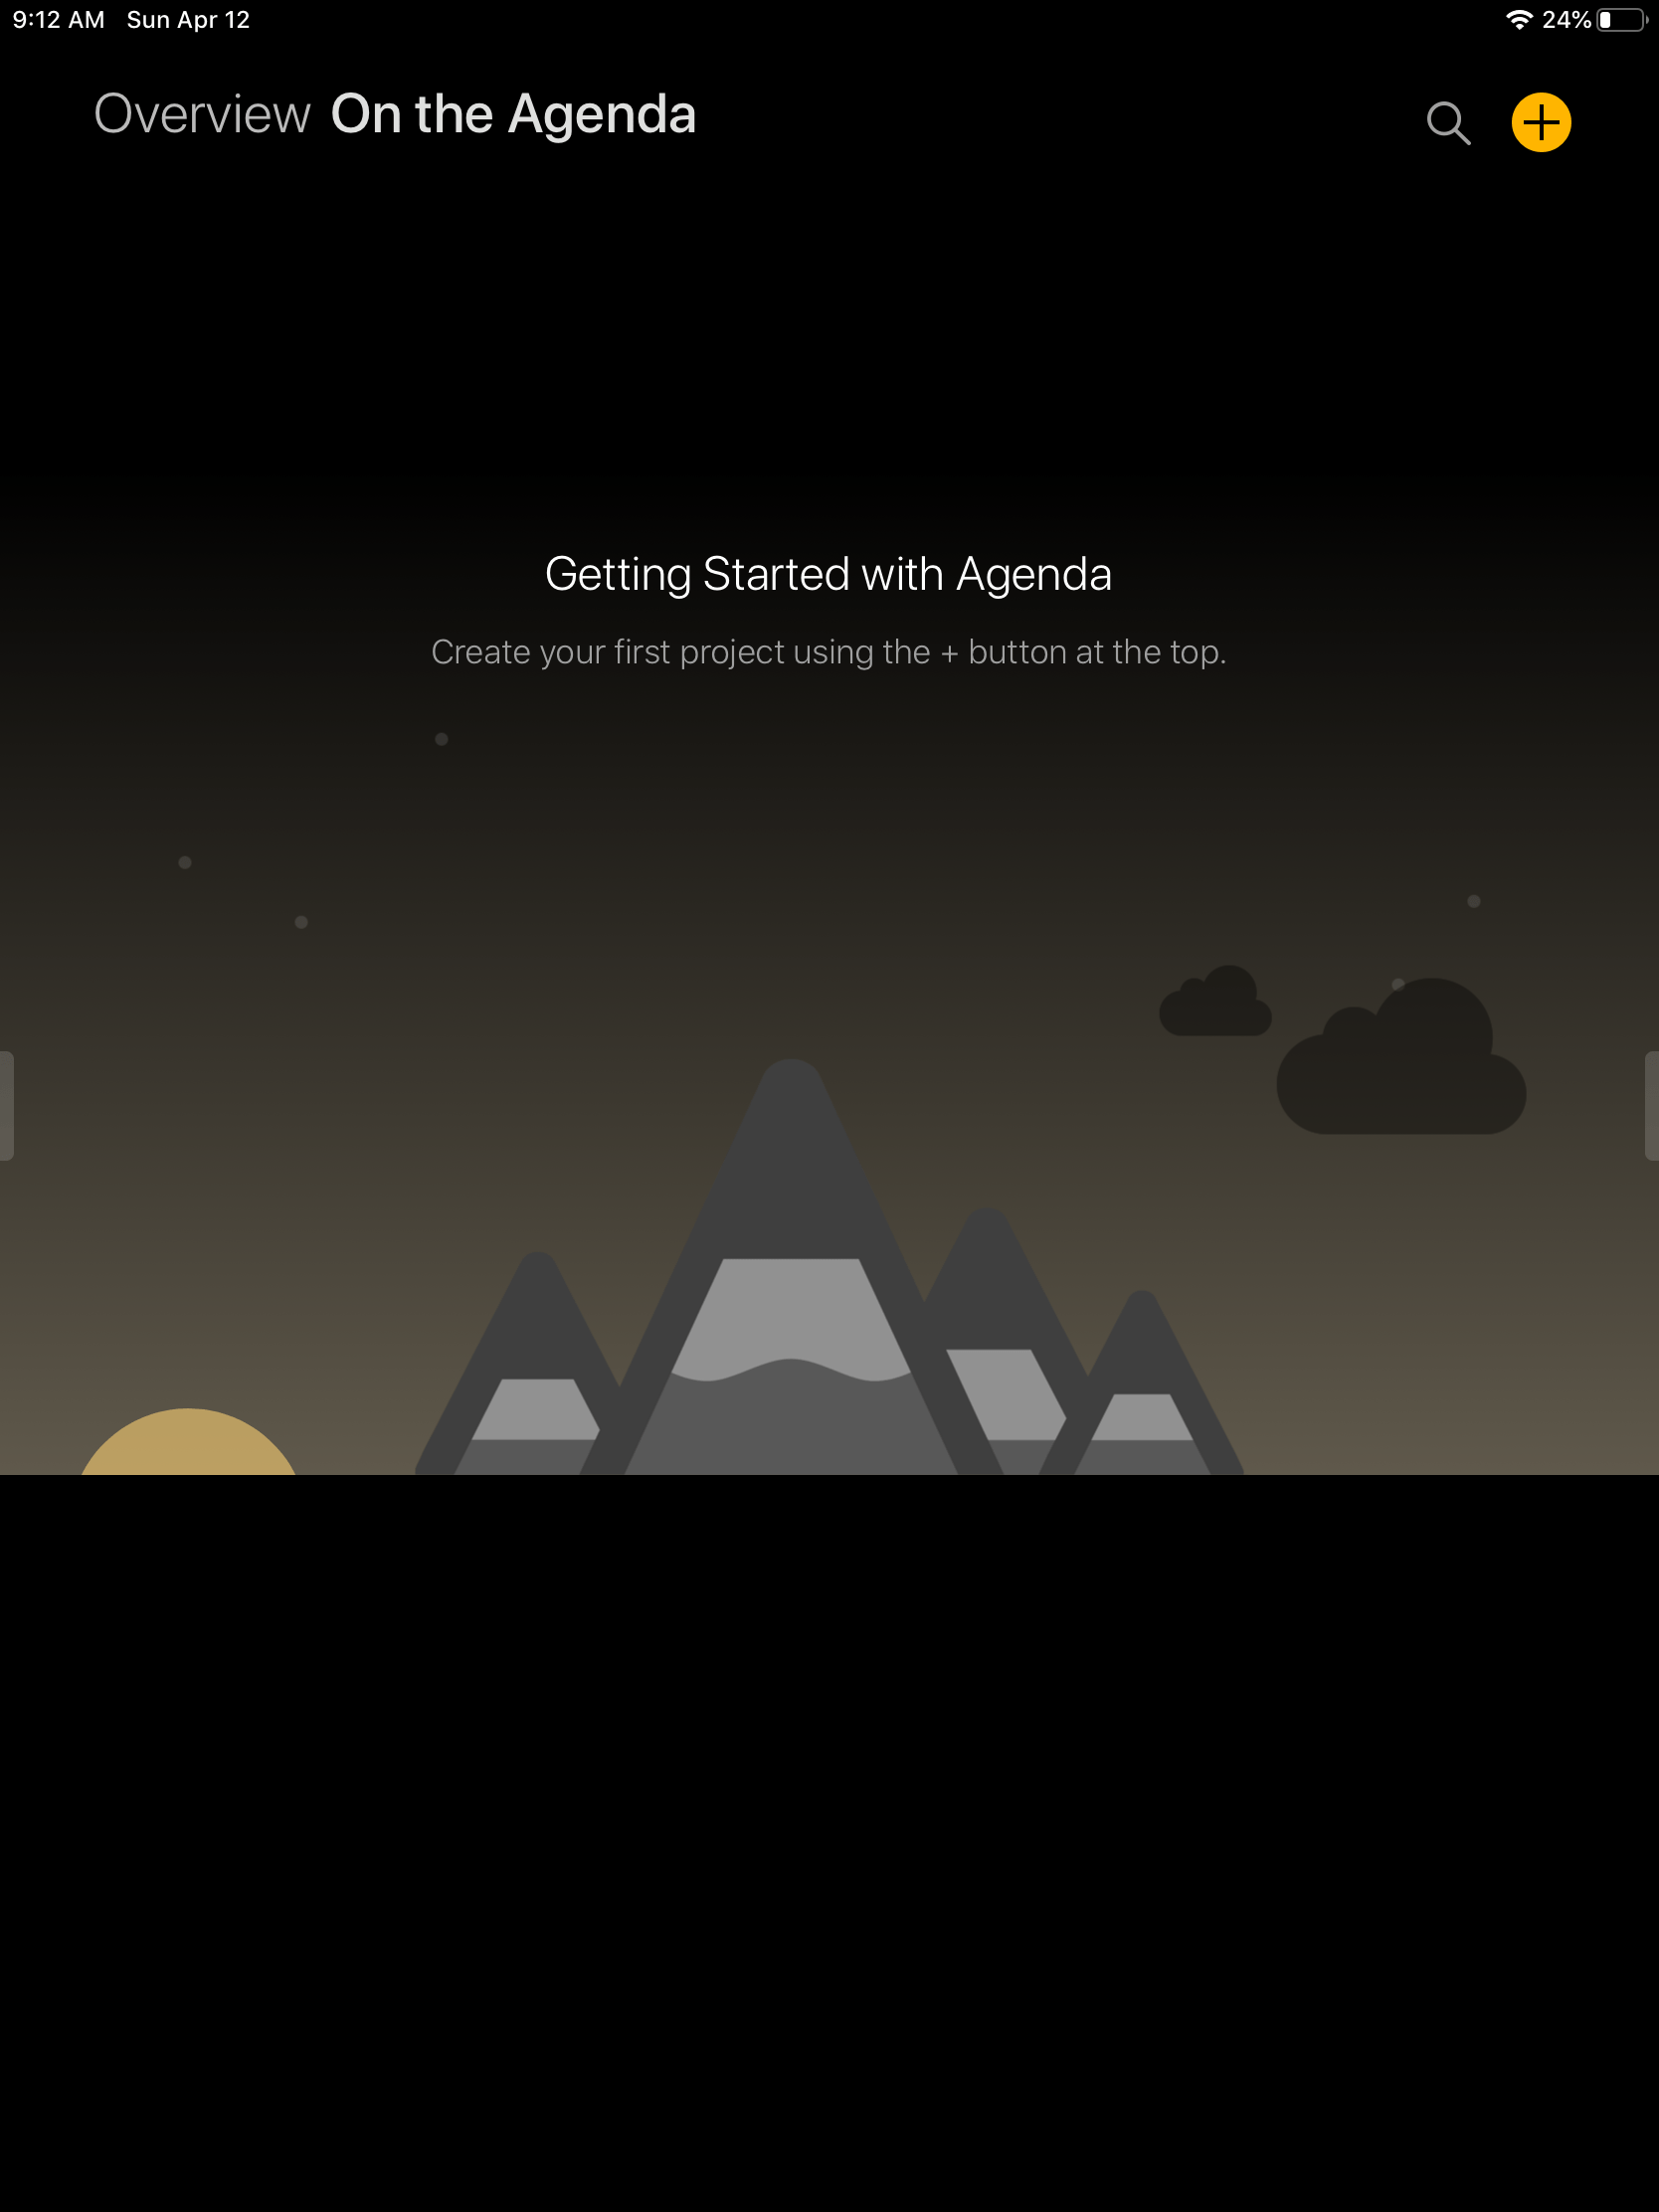 9:12 AM Sun Apr 12 24%
Overview On the Agenda
Getting Started with Agenda
Create your first project using the + button at the top.